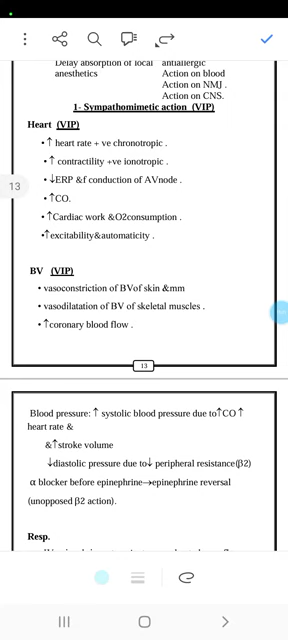 Delay absorption of local antiallergic
anesthetics Action on blood
Action on NMJ .
Action on CNS.
1- Sympathomimetic action (VIP)
Heart (VIP)
•↑ heart rate + ve chronotropic .
• ↑ contractility +ve ionotropic .
• ↓ERP &f conduction of AVnode .
• ↑CO.
• ↑Cardiac work &O2consumption .
•↑excitability&automaticity .
13
BV (VIP)
• vasoconstriction of BVof skin &mm
• vasodilatation of BV of skeletal muscles .
• ↑coronary blood flow .
13
Blood pressure: ↑ systolic blood pressure due to↑CO ↑
heart rate &
&↑stroke volume
↓diastolic pressure due to↓ peripheral resistance(β2)
α blocker before epinephrine→epinephrine reversal
(unopposed β2 action).
Resp.